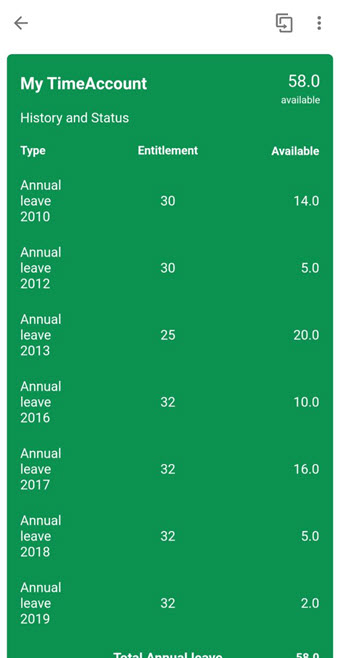 My TimeAccount 58.0
available
History and Status
Type Entitlement Available
Annual
leave 30 14.0
2010
Annual
leave 30 5.0
2012
Annual
leave 25 20.0
2013
Annual
leave 32 10.0
2016
Annual
leave 32 16.0
2017
Annual
leave 32 5.0
2018
Annual
leave 32 2.0
2019
Total Annual leave 58.0